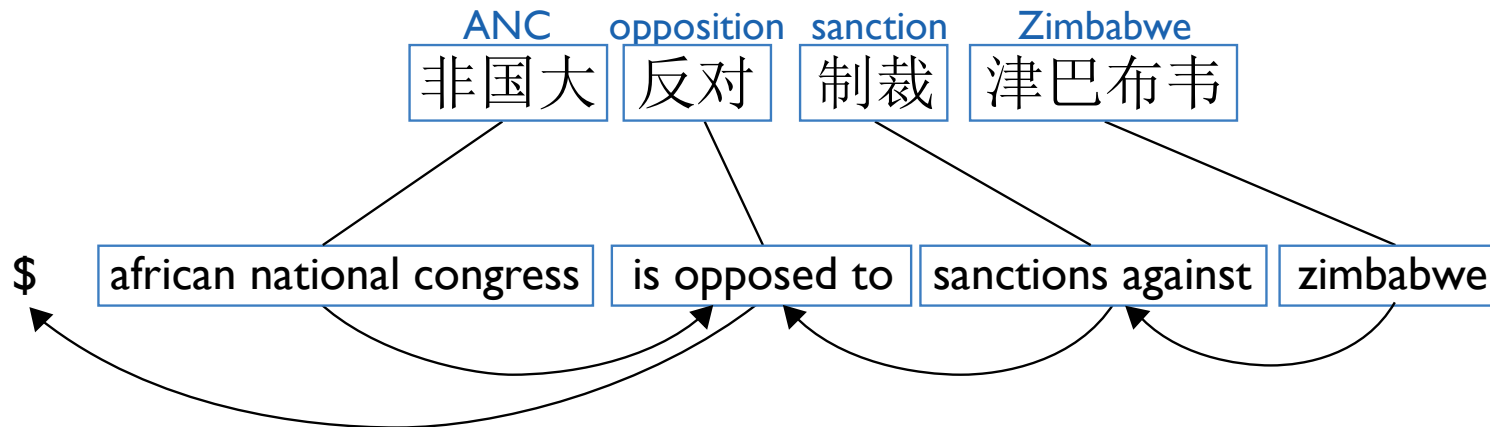 ANC opposition sanction Zimbabwe
非国大 反对 制裁 津巴布韦
$ african national congress is opposed to sanctions against zimbabwe